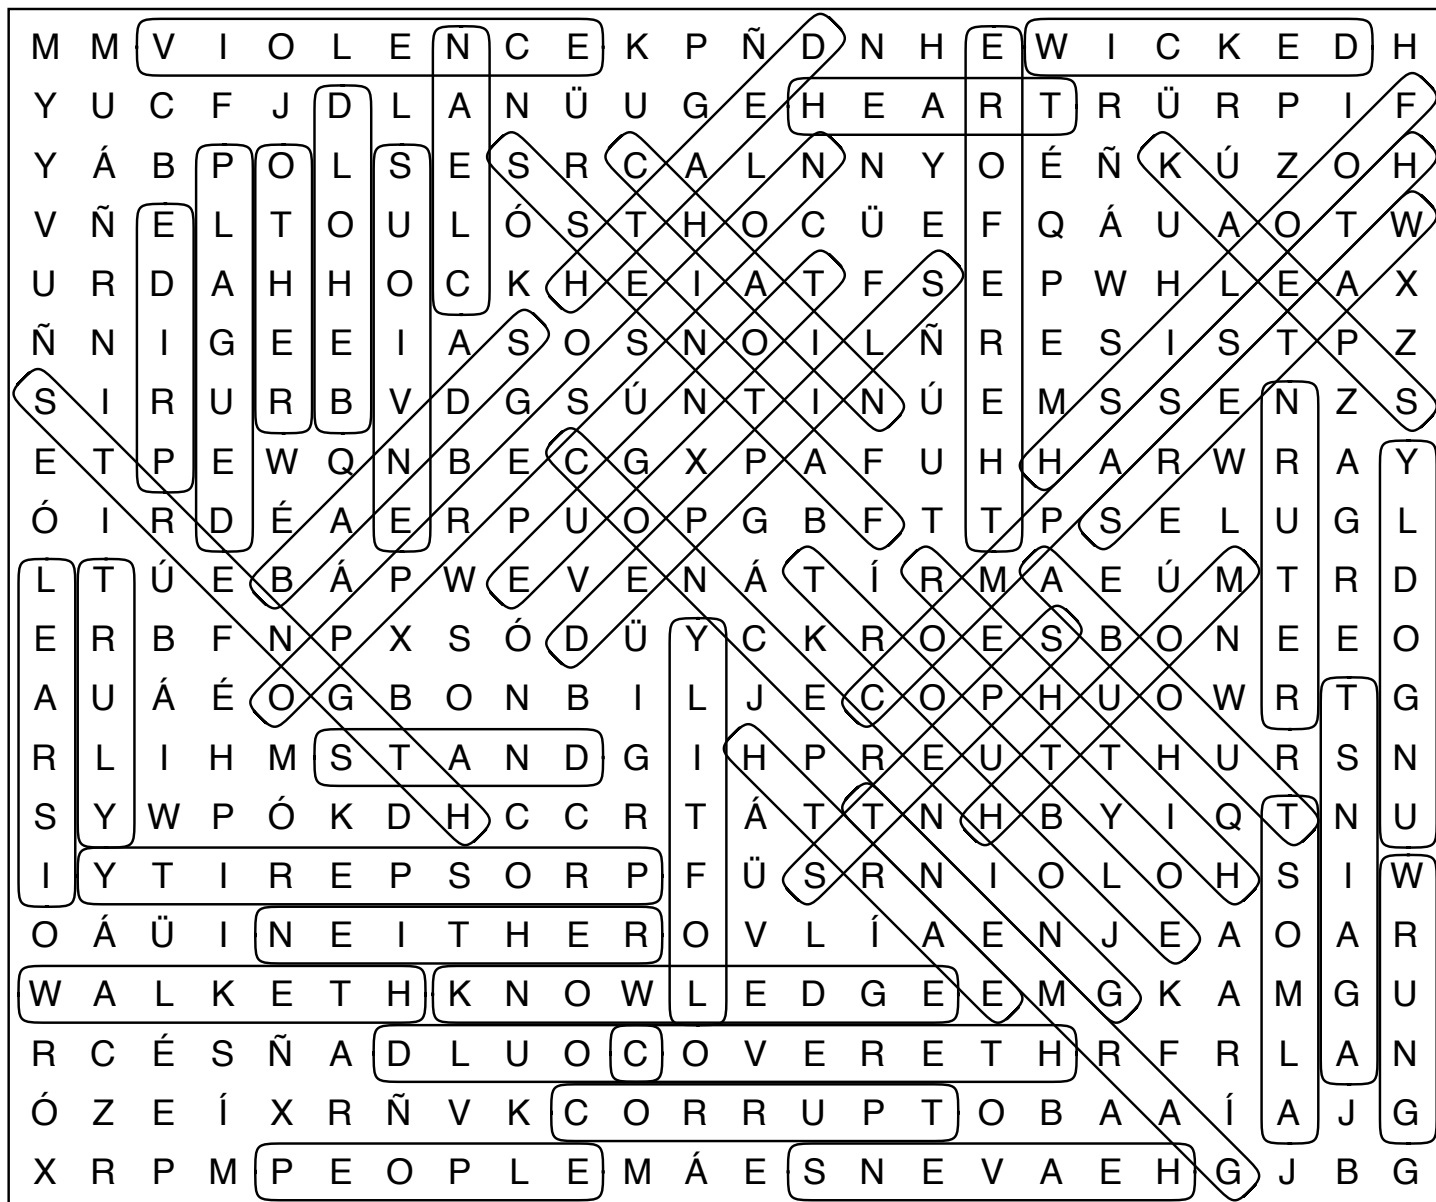 M M V I O L E N C E K P Ñ D N H E W I C K E D H
Y U C F J D L A N Ü U G E H E A R T R Ü R P I F
Y Á B P O L S E S R C A L N N Y O É Ñ K Ú Z O H
V Ñ E L T O U L Ó S T H O C Ü E F Q Á U A O T W
U R D A H H O C K H E I A T F S E P W H L E A X
Ñ N I G E E I A S O S N O I L Ñ R E S I S T P Z
S I R U R B V D G S Ú N T I N Ú E M S S E N Z S
E T P E W Q N B E C G X P A F U H H A R W R A Y
Ó I R D É A E R P U O P G B F T T P S E L U G L
L T Ú E B Á P W E V E N Á T Í R M A E Ú M T R D
E R B F N P X S Ó D Ü Y C K R O E S B O N E E O
A U Á É O G B O N B I L J E C O P H U O W R T G
R L I H M S T A N D G I H P R E U T T H U R S N
S Y W P Ó K D H C C R T Á T T N H B Y I Q T N U
I Y T I R E P S O R P F Ü S R N I O L O H S I W
O Á Ü I N E I T H E R O V L Í A E N J E A O A R
W A L K E T H K N O W L E D G E E M G K A M G U
R C É S Ñ A D L U O C O V E R E T H R F R L A N
Ó Z E Í X R Ñ V K C O R R U P T O B A A Í A J G
X R P M P E O P L E M Á E S N E V A E H G J B G